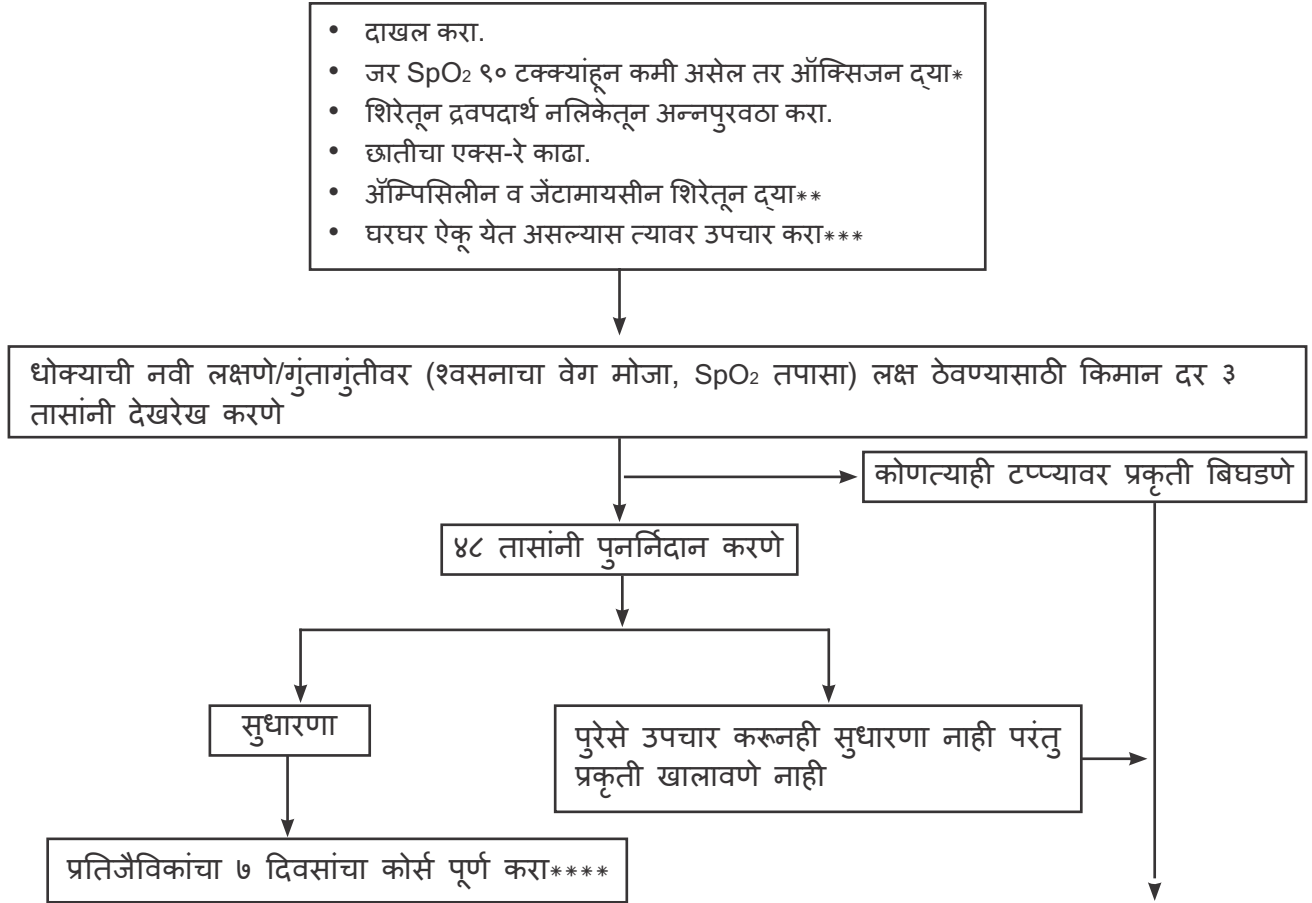 • दाखल करा.
• जर SpO₂ ९० टक्क्यांहून कमी असेल तर ऑक्सिजन द्‌या*
• शिरेतून द्रवपदार्थ नलिकेतून अन्नपुरवठा करा.
• छातीचा एक्स-रे काढा.
• ॲम्पिसिलीन व जेंटामायसीन शिरेतून द्‌या**
• घरघर ऐकू येत असल्यास त्यावर उपचार करा***
धोक्याची नवी लक्षणे/गुंतागुंतीवर (श्वसनाचा वेग मोजा, SpO₂ तपासा) लक्ष ठेवण्यासाठी किमान दर ३
तासांनी देखरेख करणे
कोणत्याही टप्प्यावर प्रकृती बिघडणे
४८ तासांनी पुनर्निदान करणे
सुधारणा
पुरेसे उपचार करूनही सुधारणा नाही परंतु
प्रकृती खालावणे नाही
प्रतिजैविकांचा ७ दिवसांचा कोर्स पूर्ण करा****